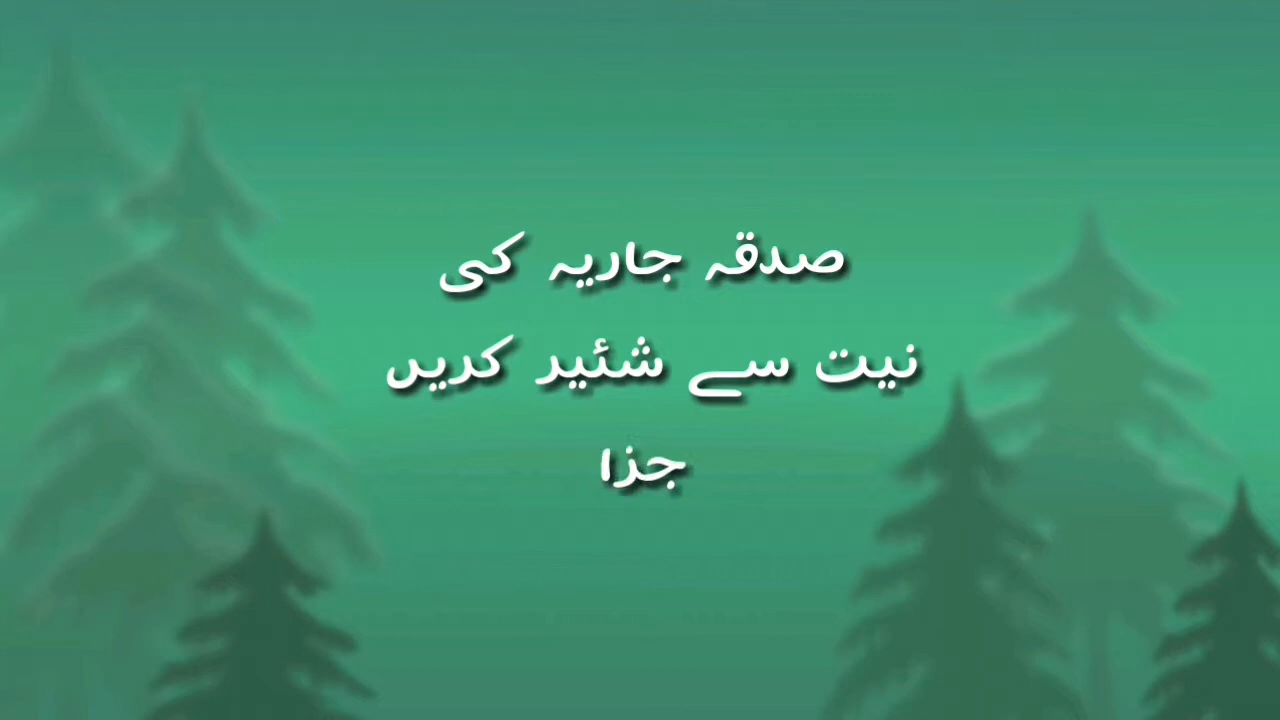 صدقہ جاریہ کی
نیت سے شئیر کریں
جزا